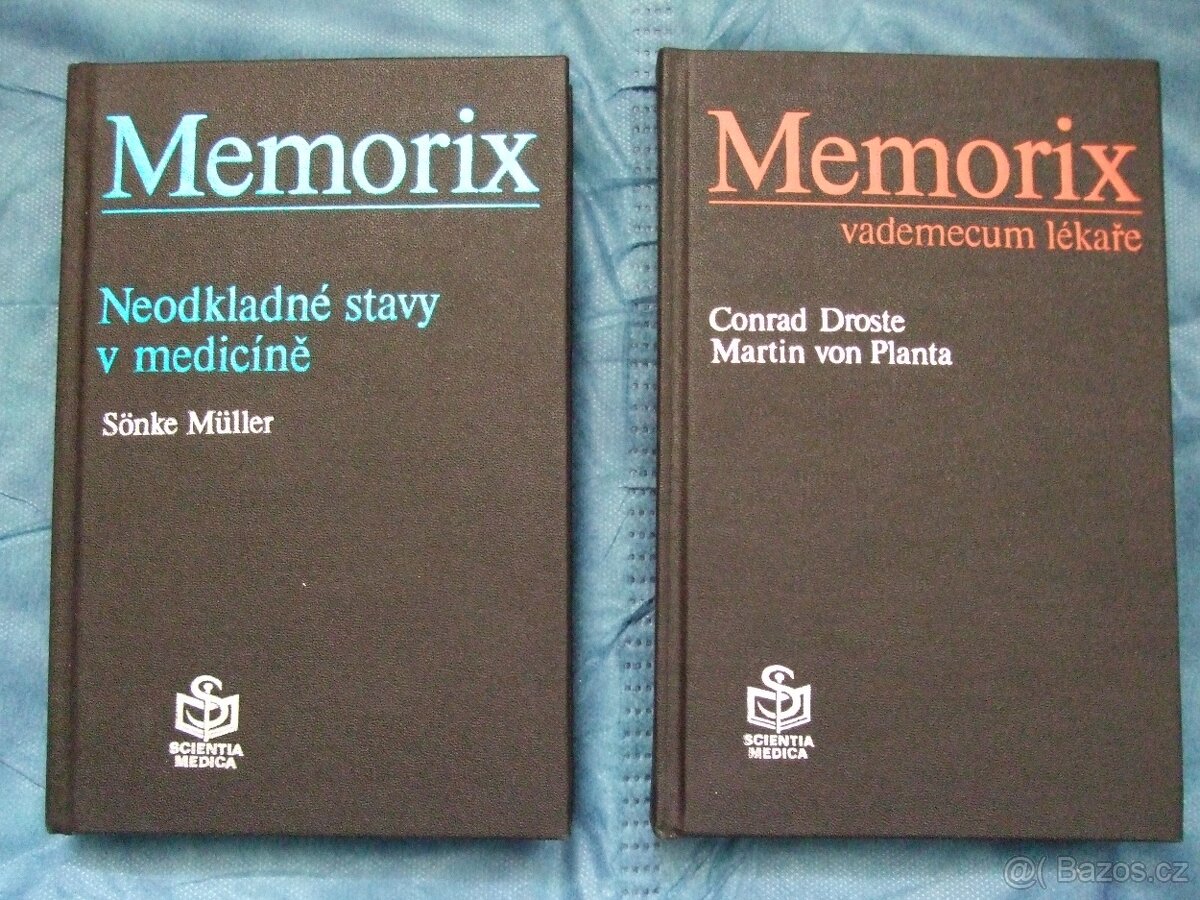 Memorix
Neodkladné stavy
v medicíně
Sönke Müller
SCIENTIA
MEDICA
Memorix
vademecum lékaře
Conrad Droste
Martin von Planta
SCIENTIA
MEDICA
@( Bazos.cz